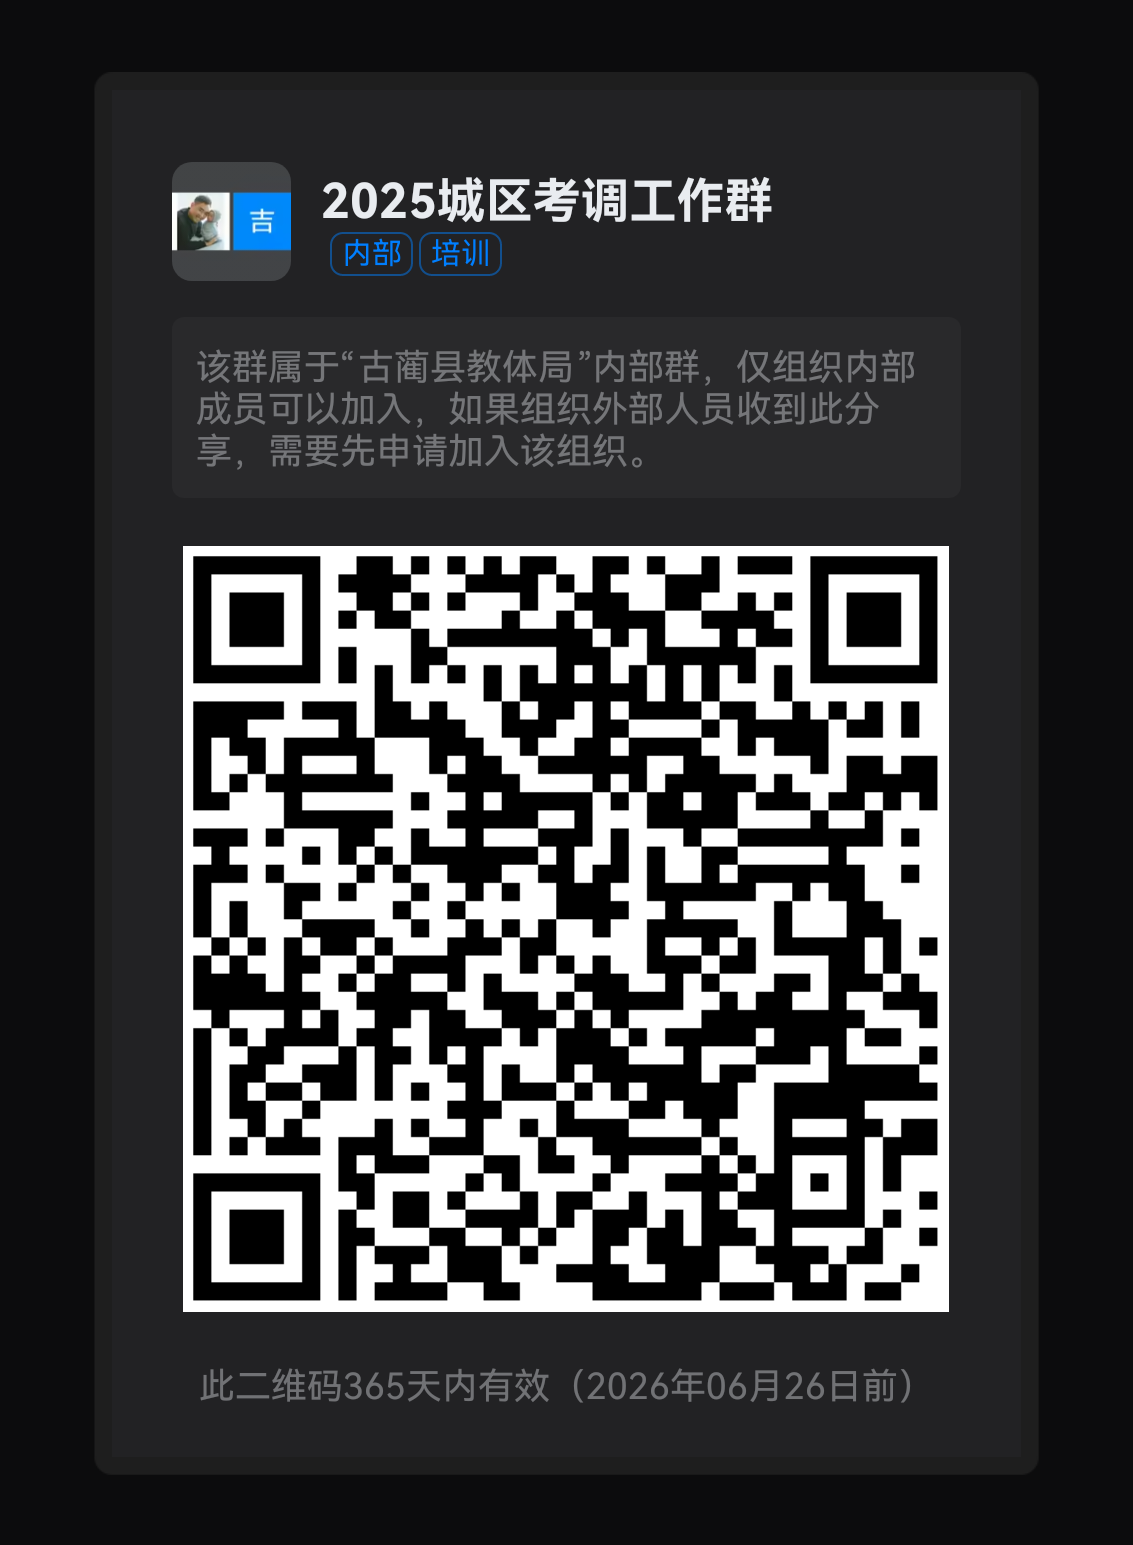 吉
2025城区考调工作群
内部 培训
该群属于“古蔺县教体局”内部群，仅组织内部
成员可以加入，如果组织外部人员收到此分
享，需要先申请加入该组织。
此二维码365天内有效（2026年06月26日前）